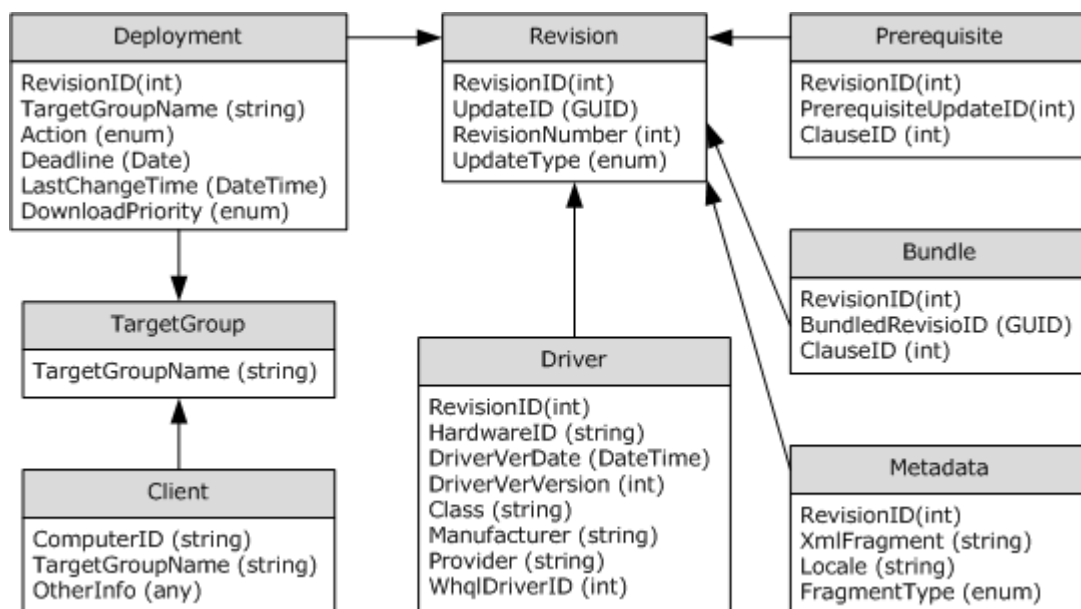 Deployment
RevisionID(int)
TargetGroupName (string)
Action (enum)
Deadline (Date)
LastChangeTime (DateTime)
DownloadPriority (enum)
Revision
RevisionID(int)
UpdateID (GUID)
RevisionNumber (int)
UpdateType (enum)
Prerequisite
RevisionID(int)
PrerequisiteUpdateID(int)
ClauseID (int)
Bundle
RevisionID(int)
BundledRevisioID (GUID)
ClauseID (int)
TargetGroup
TargetGroupName (string)
Driver
RevisionID(int)
HardwareID (string)
DriverVerDate (DateTime)
DriverVerVersion (int)
Class (string)
Manufacturer (string)
Provider (string)
WhqlDriverID (int)
Client
ComputerID (string)
TargetGroupName (string)
OtherInfo (any)
Metadata
RevisionID(int)
XmlFragment (string)
Locale (string)
FragmentType (enum)